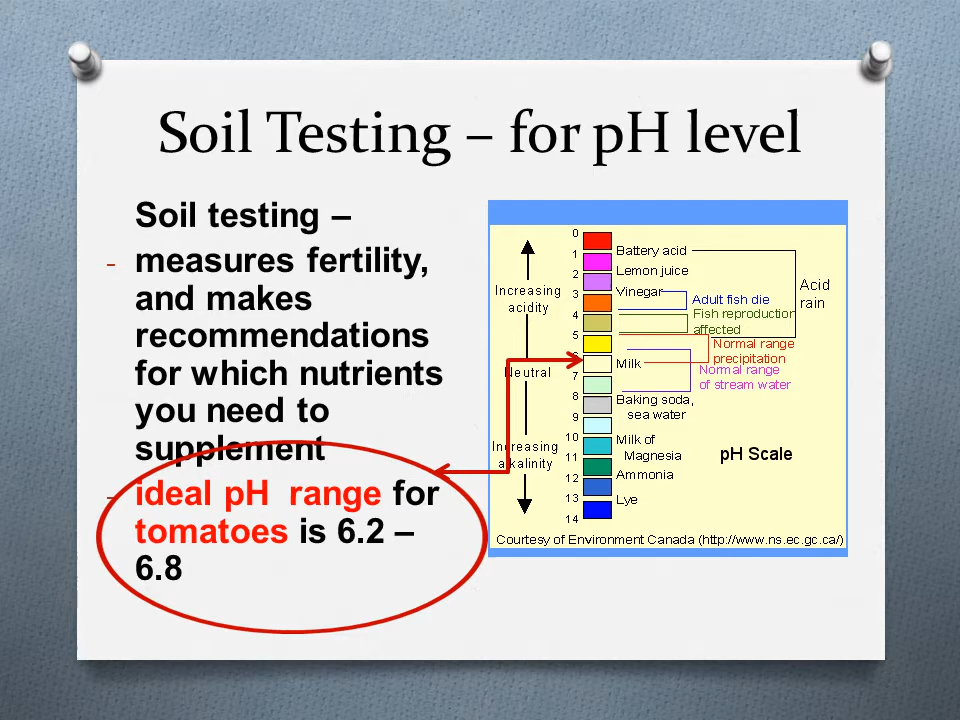 Soil Testing – for pH level
Soil testing –
- measures fertility,
and makes
recommendations
for which nutrients
you need to
supplement
- ideal pH range for
tomatoes is 6.2 –
6.8
0
1
2
3
4
5
6
7
8
9
10
11
12
13
14
Increasing
acidity
Neutral
Increasing
alkalinity
Battery acid
Lemon juice
Vinegar
Adult fish die
Fish reproduction
affected
Acid
rain
Normal range
precipitation
Milk
Normal range
of stream water
Baking soda,
sea water
Milk of
Magnesia
Ammonia
Lye
pH Scale
Courtesy of Environment Canada (http://www.ns.ec.gc.ca/)